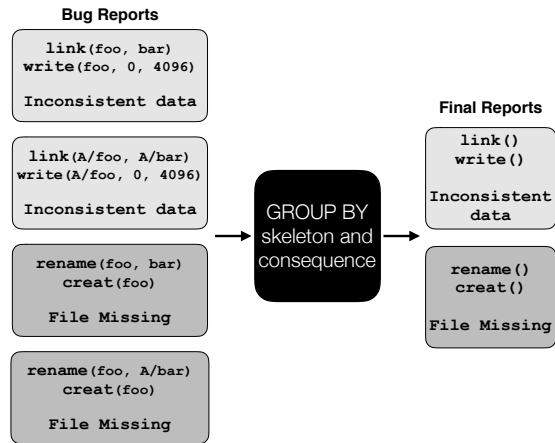 Bug Reports
link(foo, bar)
write(foo, 0, 4096)
Inconsistent data
link(A/foo, A/bar)
write(A/foo, 0, 4096)
Inconsistent data
rename(foo, bar)
creat(foo)
File Missing
rename(foo, A/bar)
creat(foo)
File Missing
GROUP BY
skeleton and
consequence
Final Reports
link()
write()
Inconsistent
data
rename()
creat()
File Missing